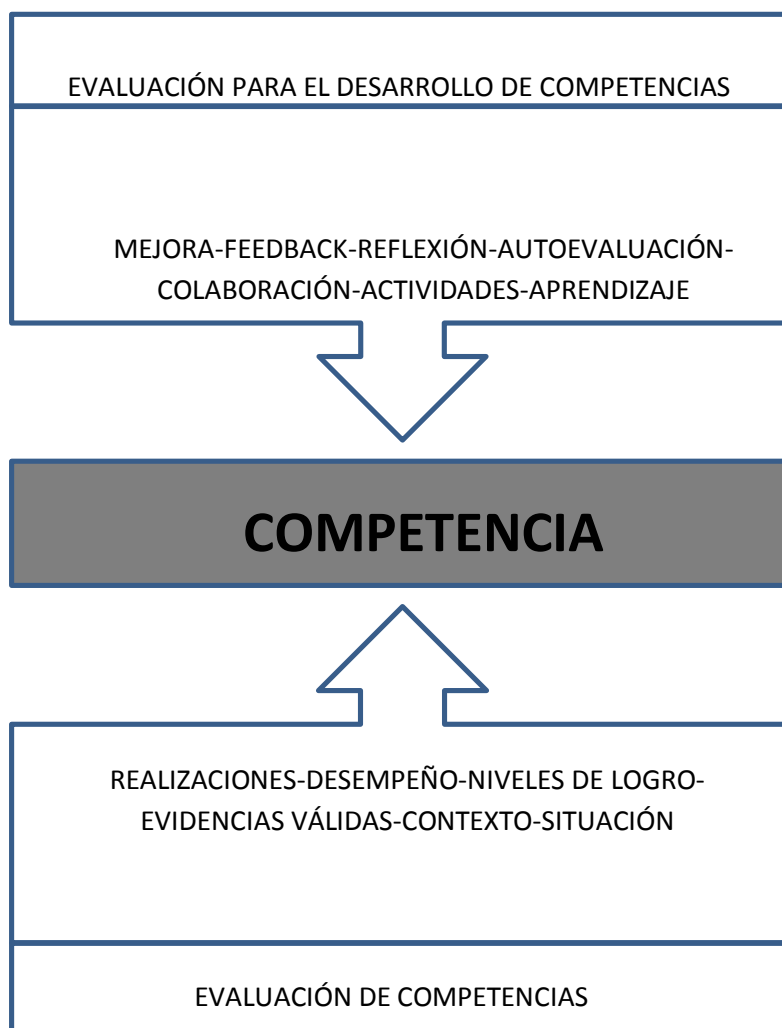 EVALUACIÓN PARA EL DESARROLLO DE COMPETENCIAS
MEJORA-FEEDBACK-REFLEXIÓN-AUTOEVALUACIÓN-
COLABORACIÓN-ACTIVIDADES-APRENDIZAJE
COMPETENCIA
REALIZACIONES-DESEMPEÑO-NIVELES DE LOGRO-
EVIDENCIAS VÁLIDAS-CONTEXTO-SITUACIÓN
EVALUACIÓN DE COMPETENCIAS